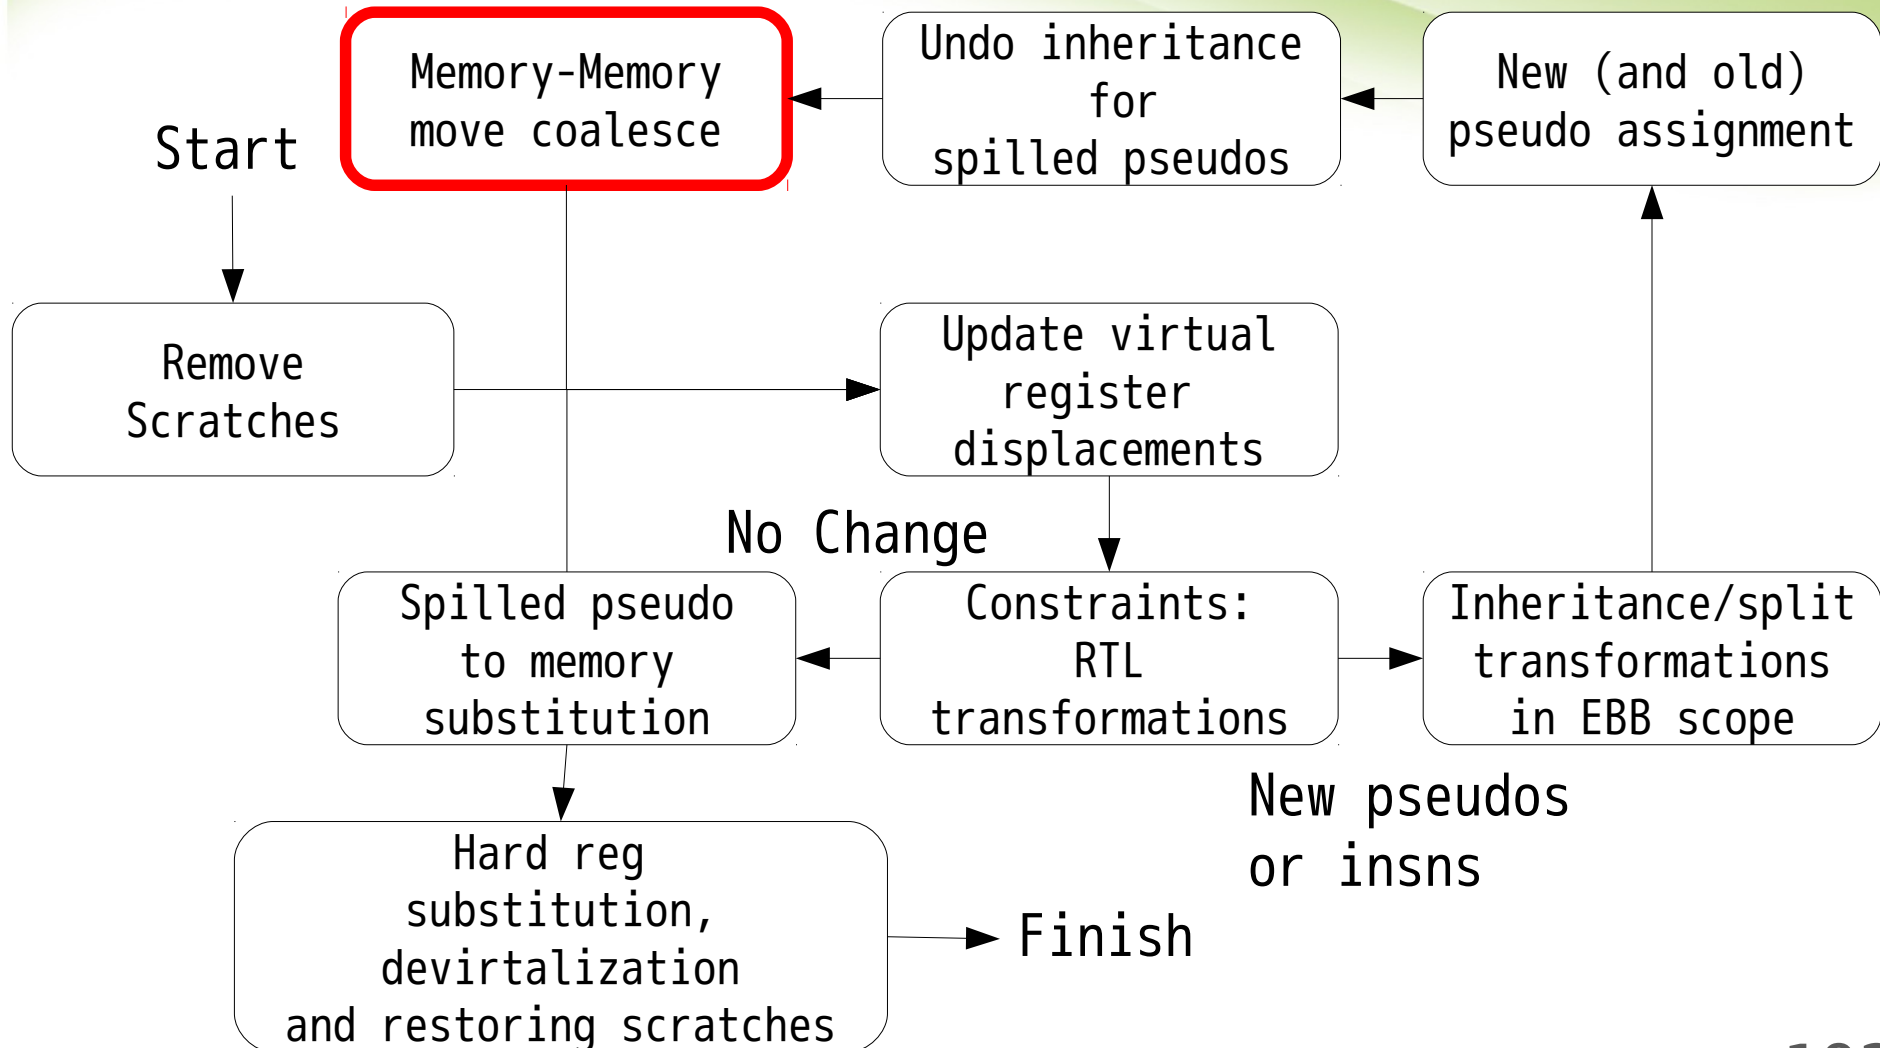 Memory-Memory
move coalesce
Undo inheritance
for
spilled pseudos
New (and old)
pseudo assignment
Start
Remove
Scratches
Update virtual
register
displacements
No Change
Spilled pseudo
to memory
substitution
Constraints:
RTL
transformations
Inheritance/split
transformations
in EBB scope
New pseudos
or insns
Hard reg
substitution,
devirtalization
and restoring scratches
Finish